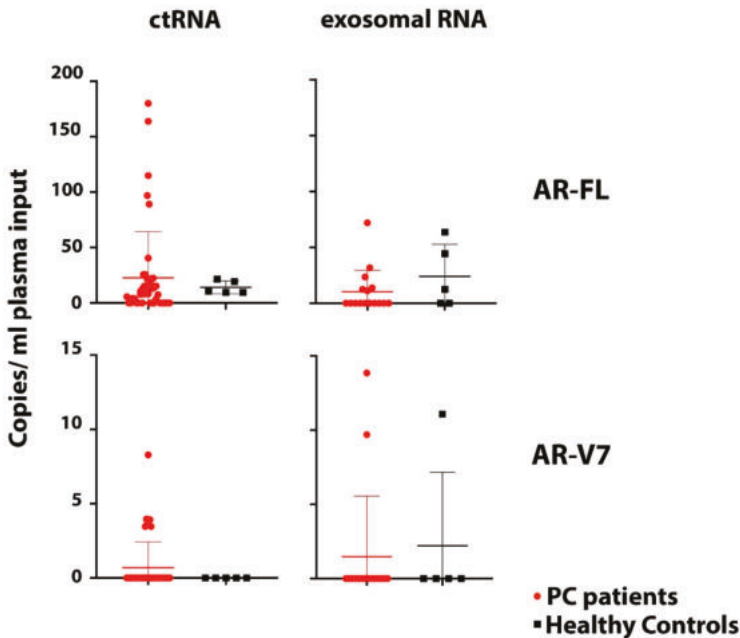 ctRNA exosomal RNA
Copies/ ml plasma input
200
150
100
50
0
AR-FL
15
10
5
0
AR-V7
PC patients
Healthy Controls